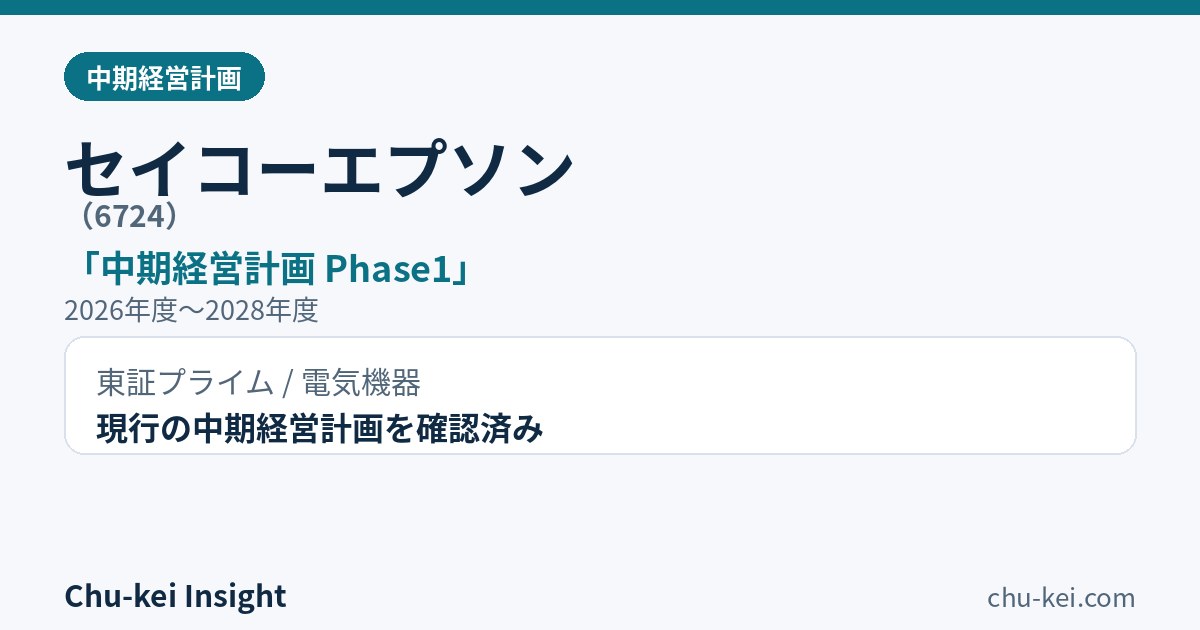 中期経営計画
セイコーエプソン
（6724）
「中期経営計画 Phase1」
2026年度～2028年度
東証プライム / 電気機器
現行の中期経営計画を確認済み
Chu-kei Insight
chu-kei.com